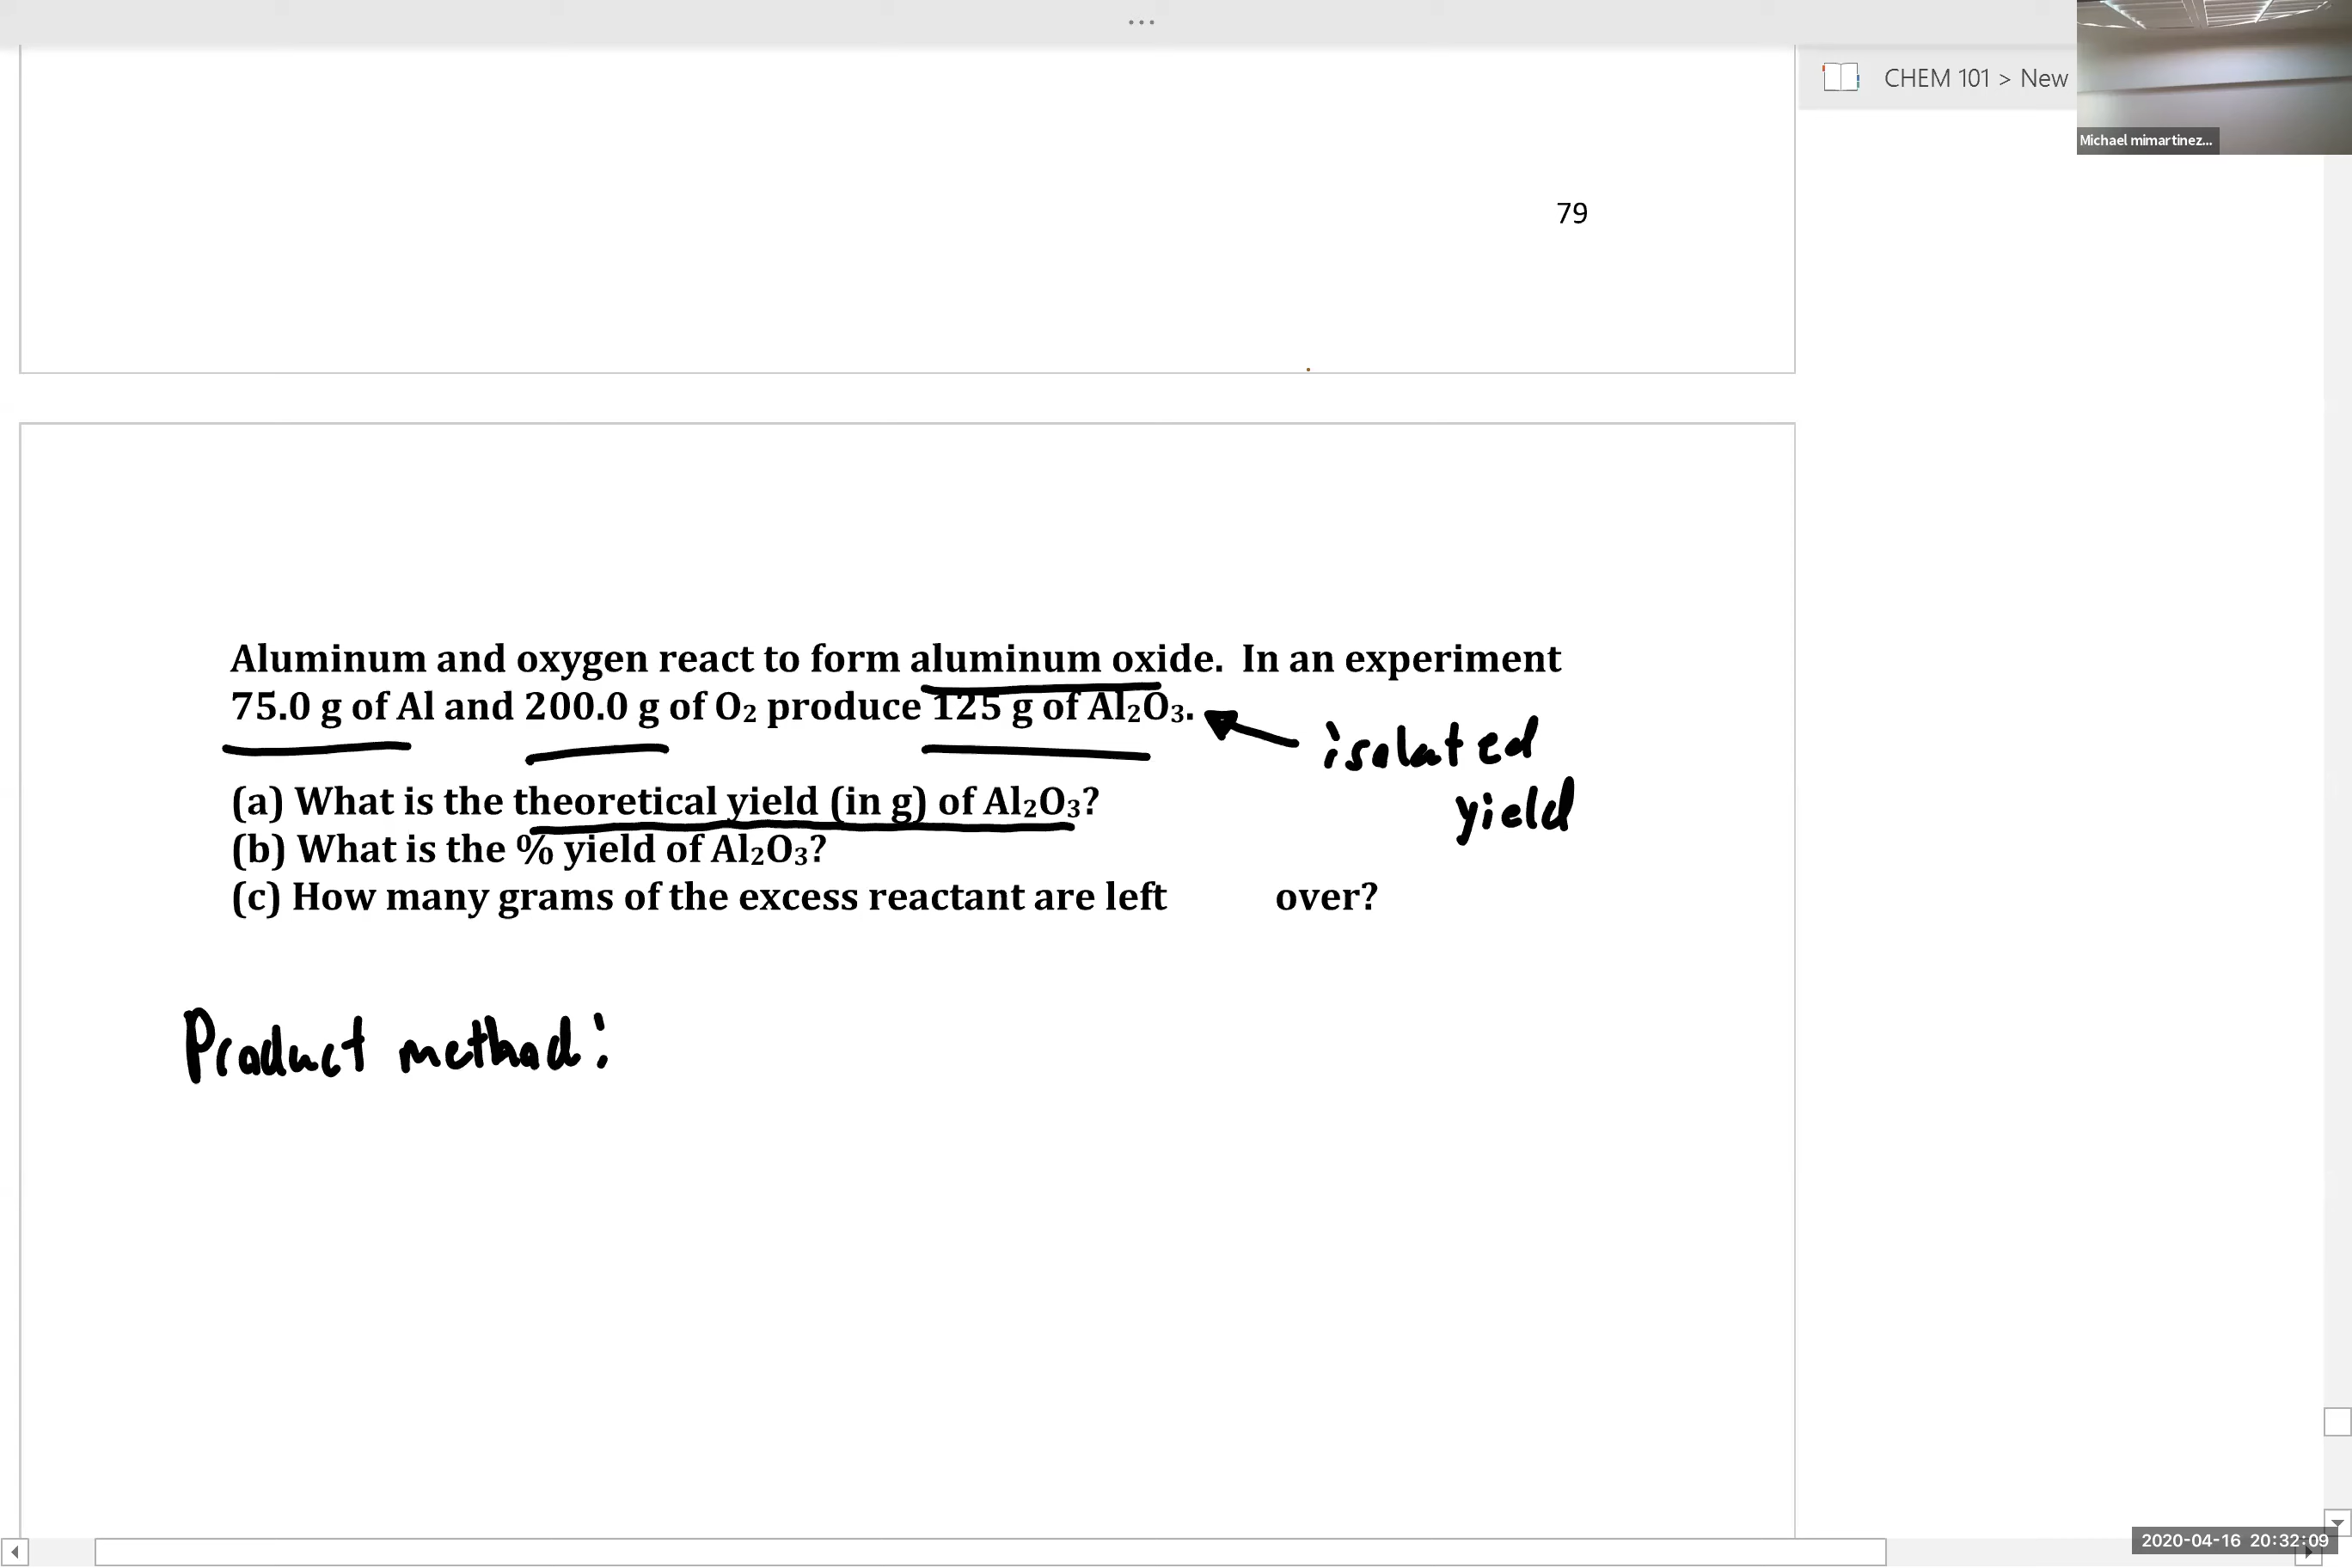 ...
CHEM 101 > New
Michael mimartinez...
79
Aluminum and oxygen react to form aluminum oxide. In an experiment
75.0 g of Al and 200.0 g of O₂ produce 125 g of Al₂O₃.
isolated
yield
(a) What is the theoretical yield (in g) of Al₂O₃?
(b) What is the % yield of Al₂O₃?
(c) How many grams of the excess reactant are left over?
Product method:
2020-04-16 20:32:09